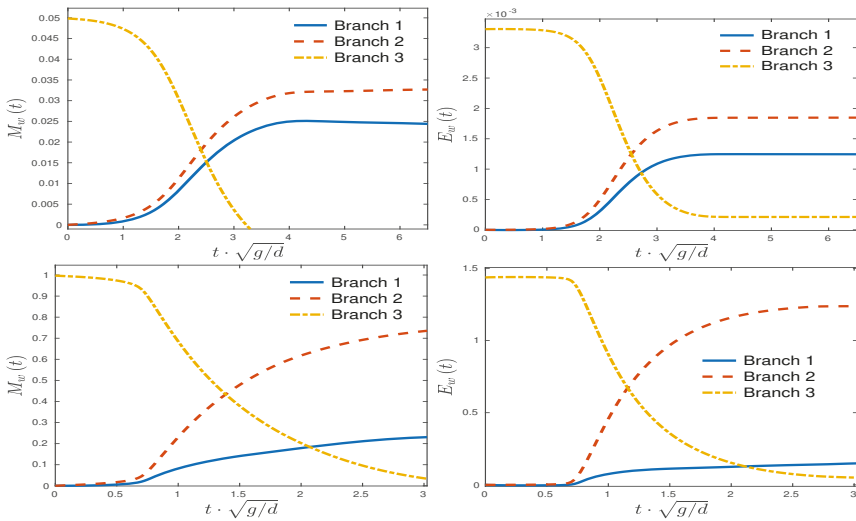 Branch 1
Branch 2
Branch 3
M_w(t)
0.05
0.045
0.04
0.035
0.03
0.025
0.02
0.015
0.01
0.005
0
0 1 2 3 4 5 6
t · √g/d
× 10⁻³
Branch 1
Branch 2
Branch 3
E_w(t)
3
2.5
2
1.5
1
0.5
0
0 1 2 3 4 5 6
t · √g/d
Branch 1
Branch 2
Branch 3
M_w(t)
1
0.9
0.8
0.7
0.6
0.5
0.4
0.3
0.2
0.1
0
0 0.5 1 1.5 2 2.5 3
t · √g/d
1.5
Branch 1
Branch 2
Branch 3
E_w(t)
1
0.5
0
0 0.5 1 1.5 2 2.5 3
t · √g/d